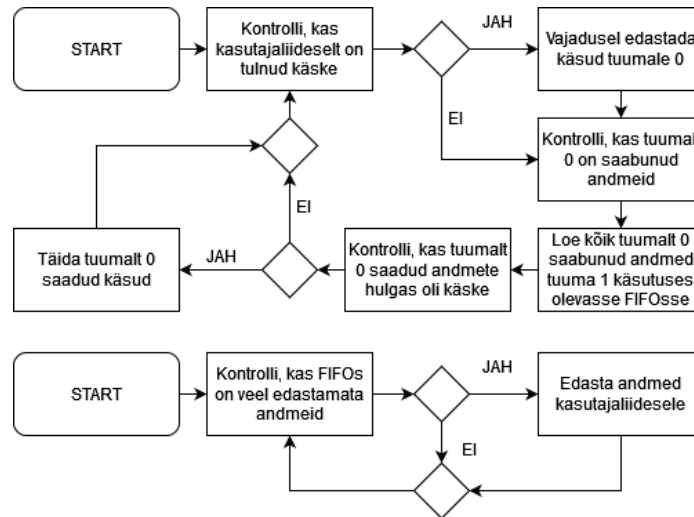 START
Kontrolli, kas
kasutajaliideselt on
tulnud käske
JAH
Vajadusel edastada
käsud tuumale 0
EI
Kontrolli, kas tuumalt
0 on saabunud
andmeid
EI
Täida tuumalt 0
saadud käsud
JAH
Kontrolli, kas tuumalt
0 saadud andmete
hulgas oli käske
Loe kõik tuumalt 0
saabunud andmed
tuuma 1 käsutuses
olevasse FIFOsse
START
Kontrolli, kas FIFOs
on veel edastamata
andmeid
JAH
Edasta andmed
kasutajaliidesele
EI